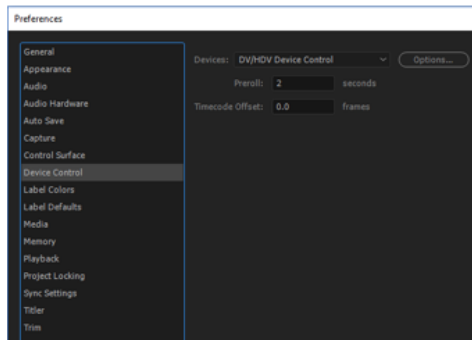 Preferences
General
Appearance
Audio
Audio Hardware
Auto Save
Capture
Control Surface
Device Control
Label Colors
Label Defaults
Media
Memory
Playback
Project Locking
Sync Settings
Titler
Trim
Devices: DV/HDV Device Control Options...
Preroll: 2 seconds
Timecode Offset: 0.0 frames